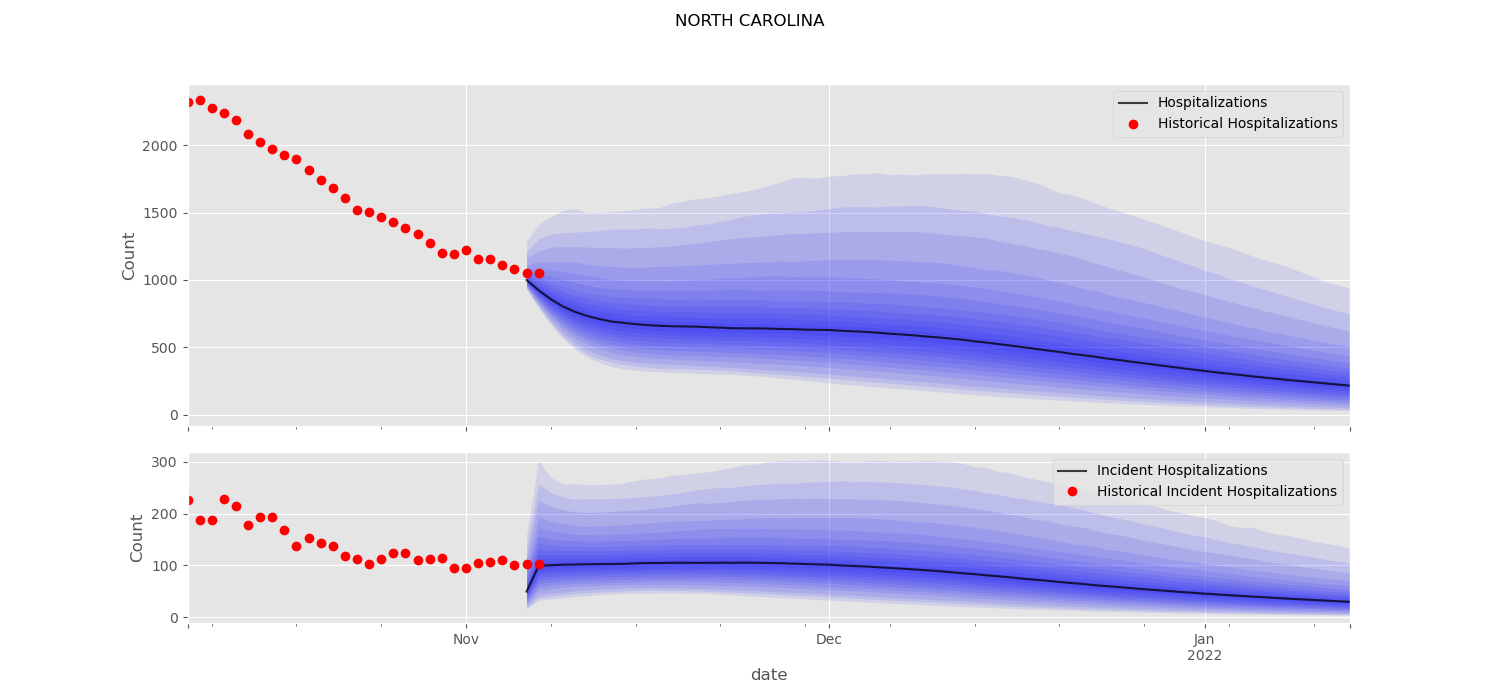 NORTH CAROLINA
Hospitalizations
Historical Hospitalizations
Count
2000
1500
1000
500
0
Incident Hospitalizations
Historical Incident Hospitalizations
Count
300
200
100
0
Nov
Dec
Jan
2022
date